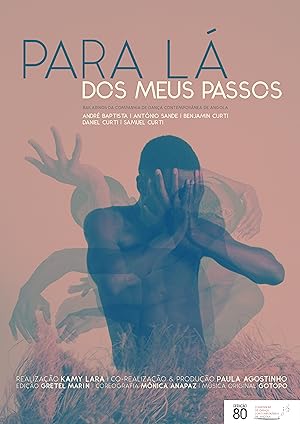 PARA LÁ
DOS MEUS PASSOS
BAILARINOS DA COMPANHIA DE DANÇA CONTEMPORÂNEA DE ANGOLA
ANDRÉ BAPTISTA | ANTÓNIO SANDE | BENJAMIN CURTI
DANIEL CURTI | SAMUEL CURTI
REALIZAÇÃO KAMY LARA | CO-REALIZAÇÃO & PRODUÇÃO PAULA AGOSTINHO
EDIÇÃO GRETEL MARÍN | COREOGRAFIA MÓNICA ANAPAZ | MÚSICA ORIGINAL GOTOPO
GERAÇÃO
80